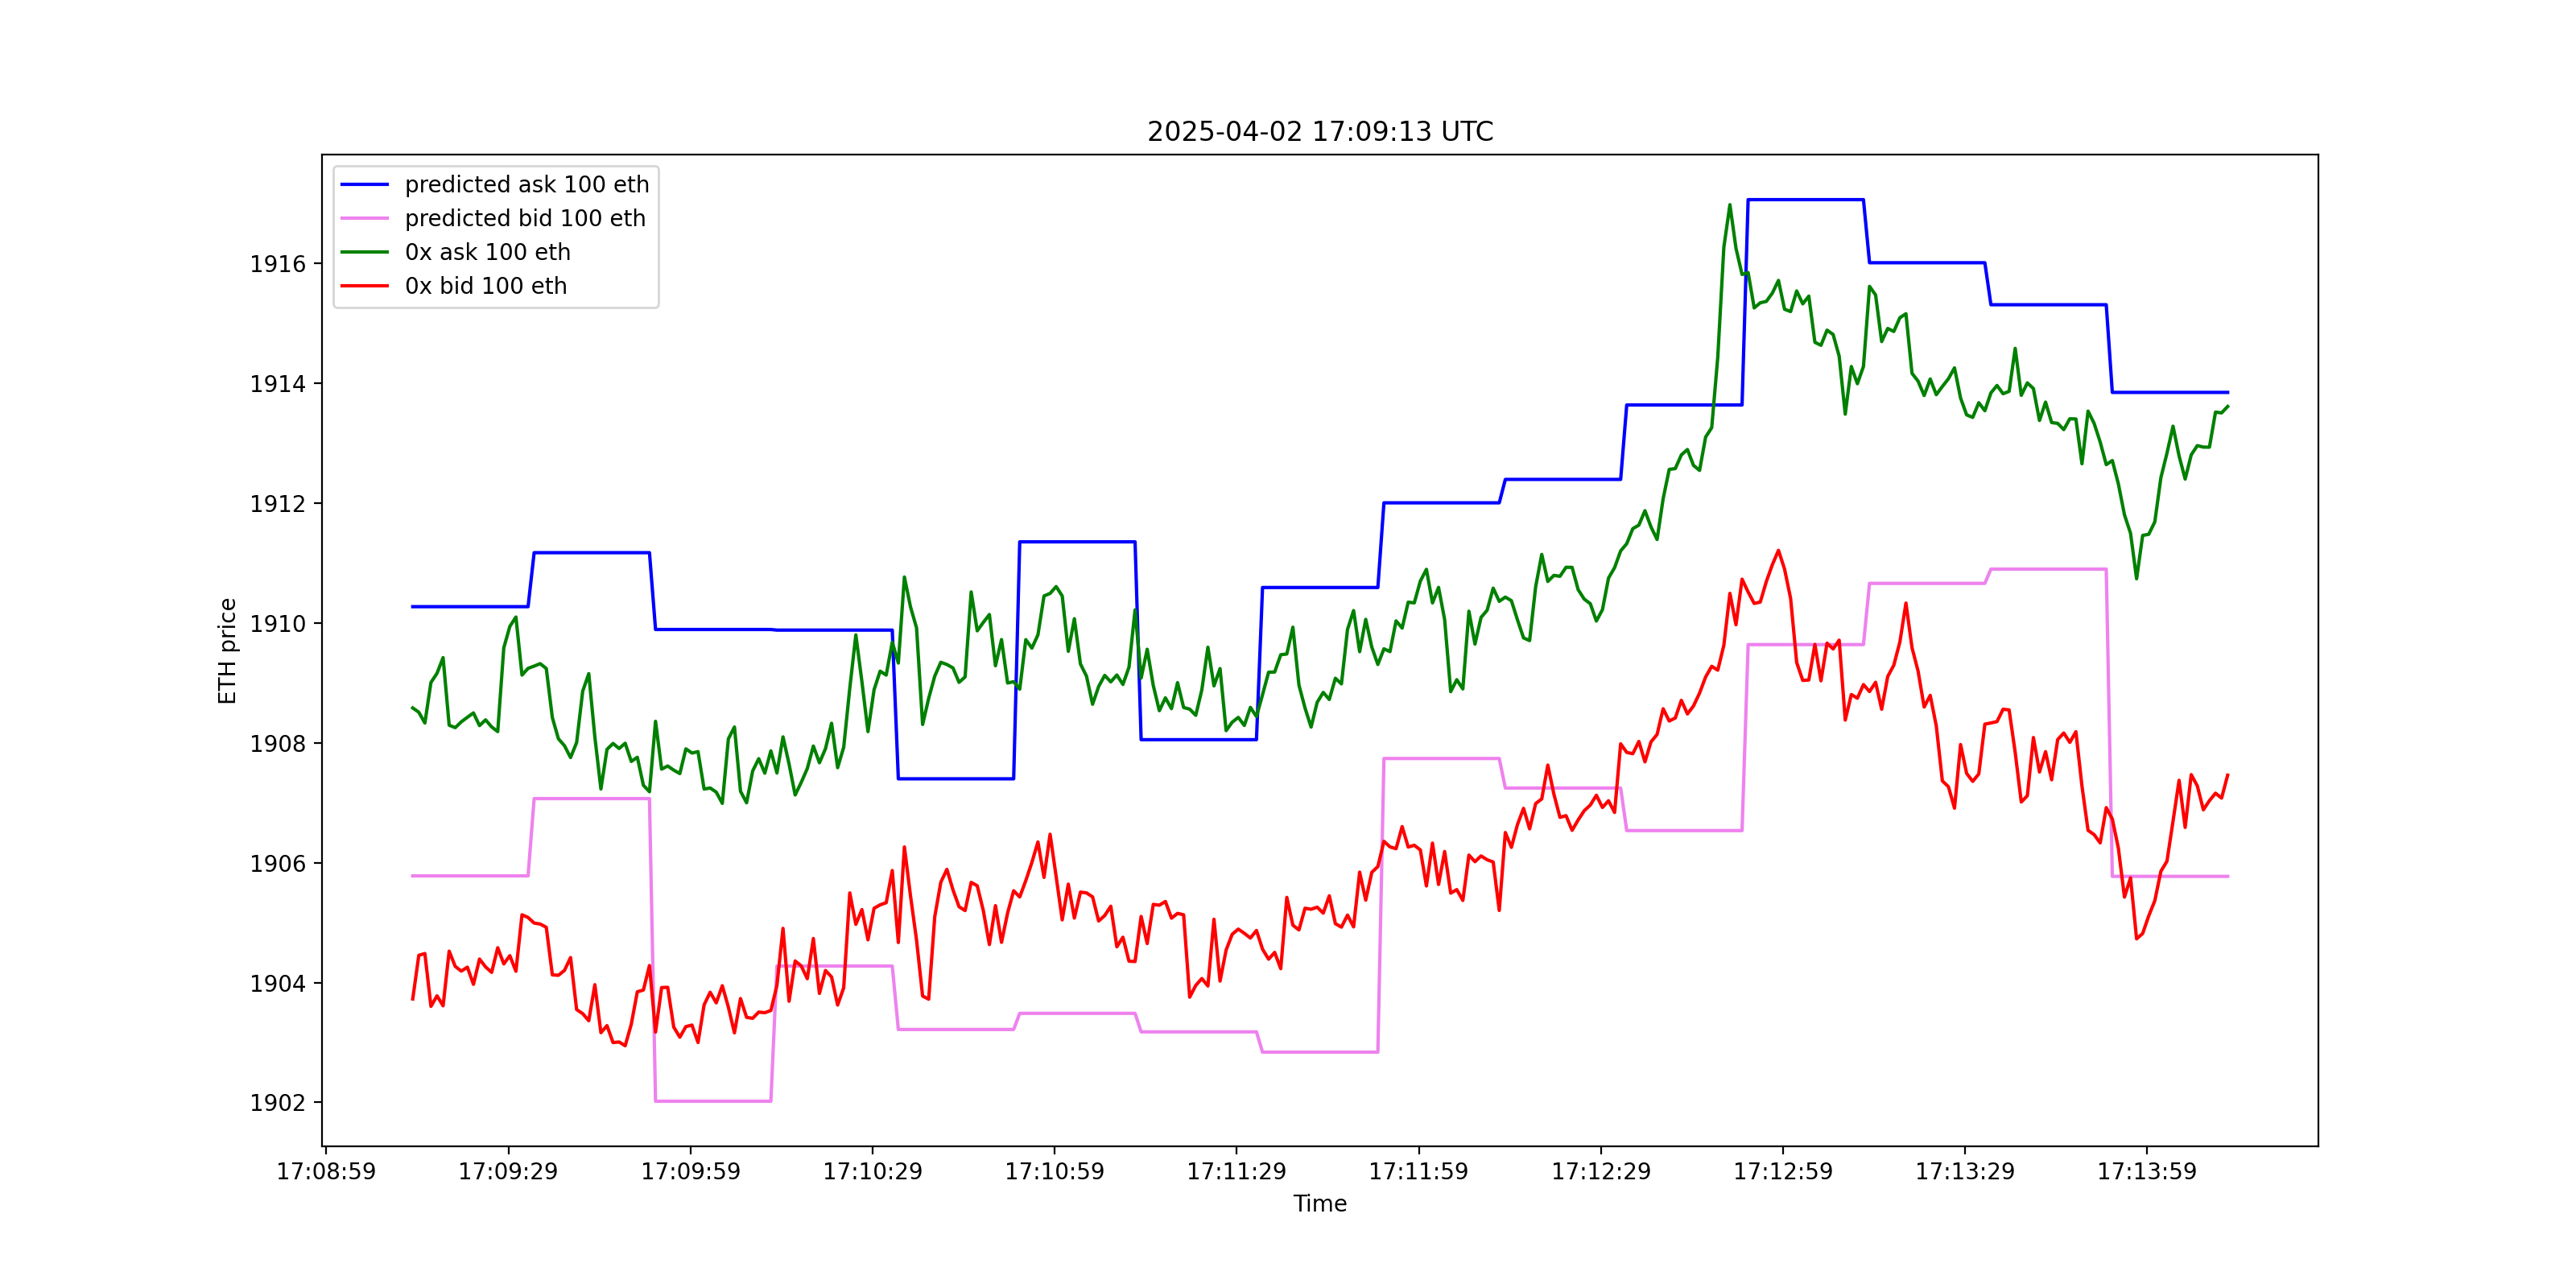 2025-04-02 17:09:13 UTC
predicted ask 100 eth
predicted bid 100 eth
0x ask 100 eth
0x bid 100 eth
ETH price
1916
1914
1912
1910
1908
1906
1904
1902
17:08:59 17:09:29 17:09:59 17:10:29 17:10:59 17:11:29 17:11:59 17:12:29 17:12:59 17:13:29 17:13:59
Time